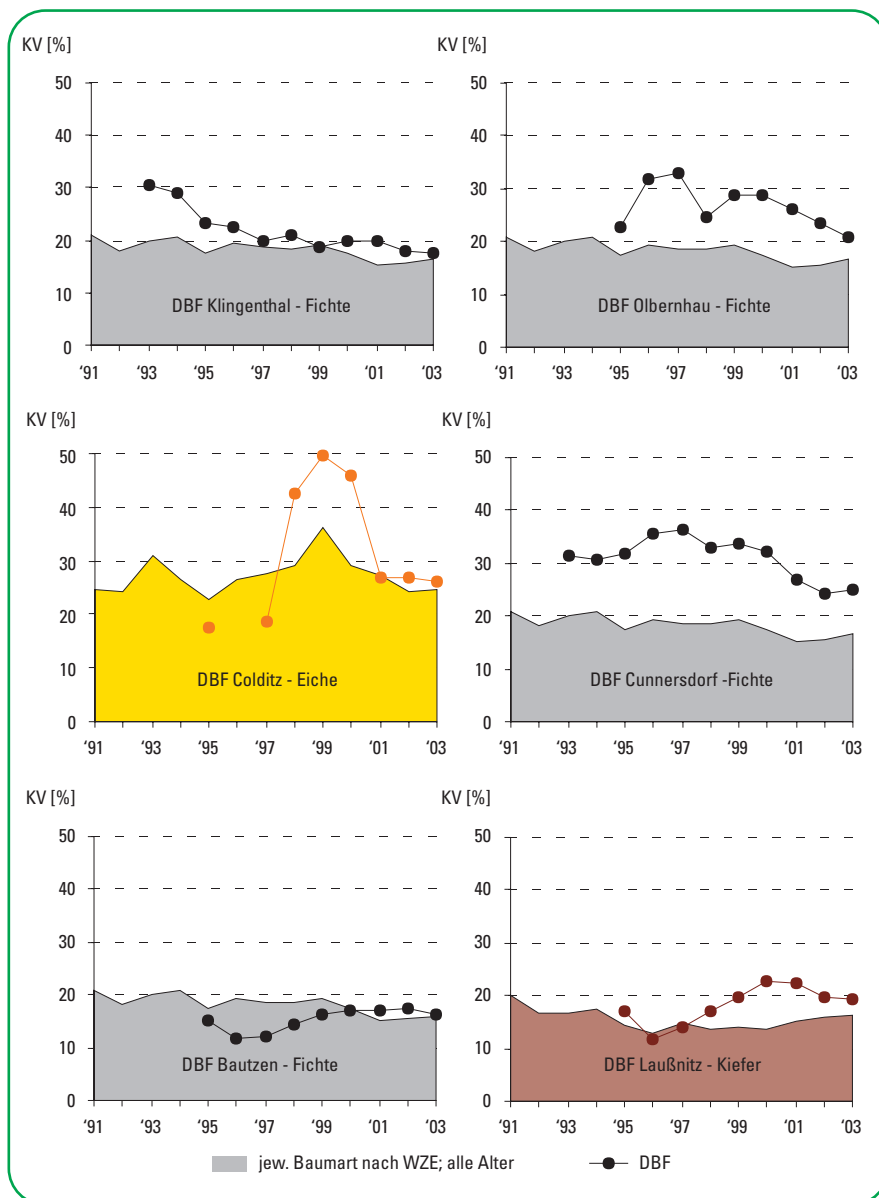 KV [%]
KV [%]
50
40
30
20
10
0
DBF Klingenthal - Fichte
'91 '93 '95 '97 '99 '01 '03
50
40
30
20
10
0
DBF Olbernhau - Fichte
'91 '93 '95 '97 '99 '01 '03
KV [%]
50
40
30
20
10
0
DBF Colditz - Eiche
'91 '93 '95 '97 '99 '01 '03
50
40
30
20
10
0
DBF Cunnersdorf -Fichte
'91 '93 '95 '97 '99 '01 '03
KV [%]
KV [%]
50
40
30
20
10
0
DBF Bautzen - Fichte
'91 '93 '95 '97 '99 '01 '03
50
40
30
20
10
0
DBF Laußnitz - Kiefer
'91 '93 '95 '97 '99 '01 '03
jew. Baumart nach WZE; alle Alter
DBF